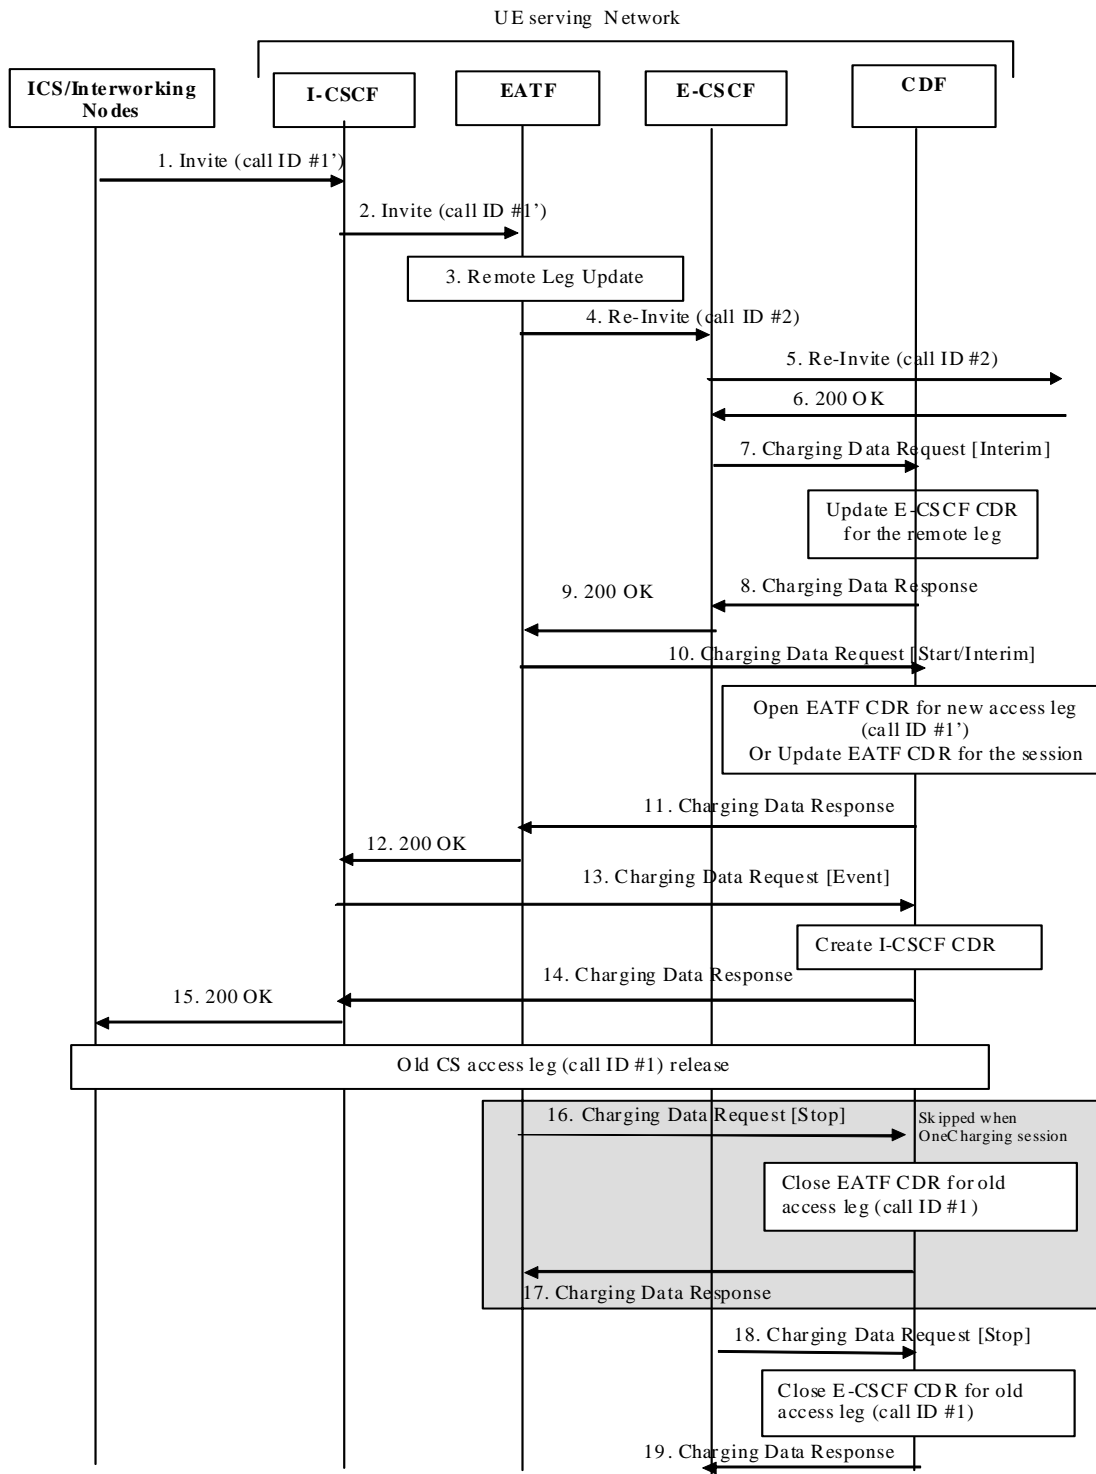 UE serving Network
ICS/Interworking
Nodes
I-CSCF
EATF
E-CSCF
CDF
1. Invite (call ID #1’)
2. Invite (call ID #1’)
3. Remote Leg Update
4. Re-Invite (call ID #2)
5. Re-Invite (call ID #2)
6. 200 OK
7. Charging Data Request [Interim]
Update E-CSCF CDR
for the remote leg
8. Charging Data Response
9. 200 OK
10. Charging Data Request [Start/Interim]
Open EATF CDR for new access leg
(call ID #1’)
Or Update EATF CDR for the session
11. Charging Data Response
12. 200 OK
13. Charging Data Request [Event]
Create I-CSCF CDR
14. Charging Data Response
15. 200 OK
Old CS access leg (call ID #1) release
16. Charging Data Request [Stop]
Skipped when
OneCharging session
Close EATF CDR for old
access leg (call ID #1)
17. Charging Data Response
18. Charging Data Request [Stop]
Close E-CSCF CDR for old
access leg (call ID #1)
19. Charging Data Response